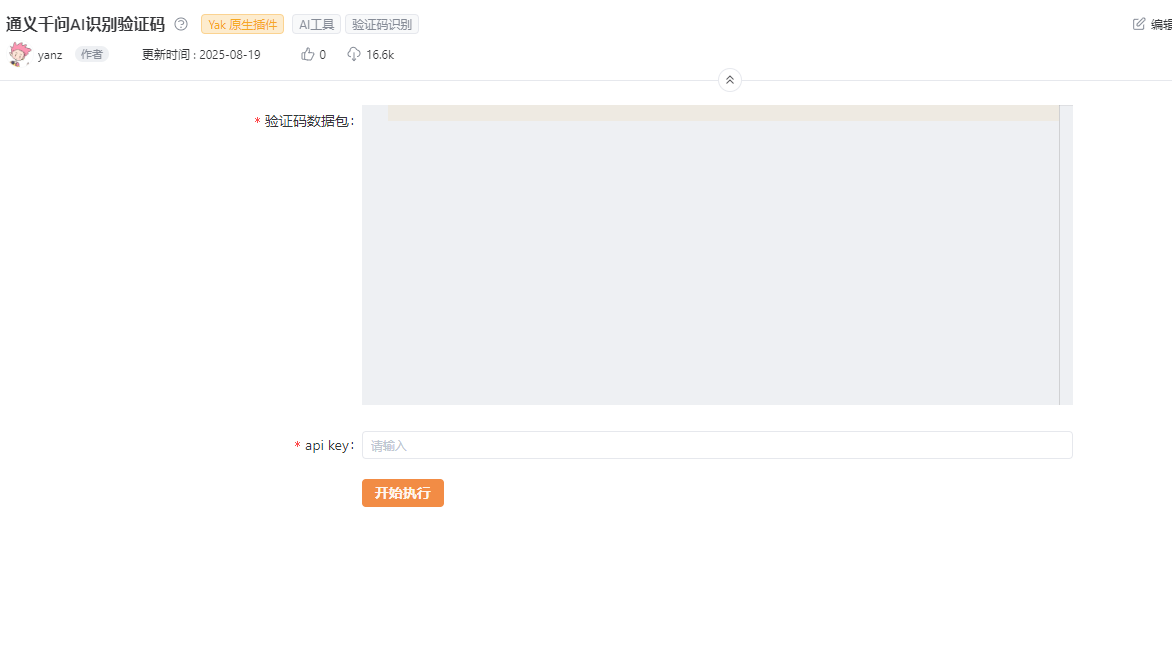 通义千问AI识别验证码 Yak 原生插件 AI工具 验证码识别
yanz 作者 更新时间 : 2025-08-19 0 16.6k
编辑
* 验证码数据包:
* api key: 请输入
开始执行